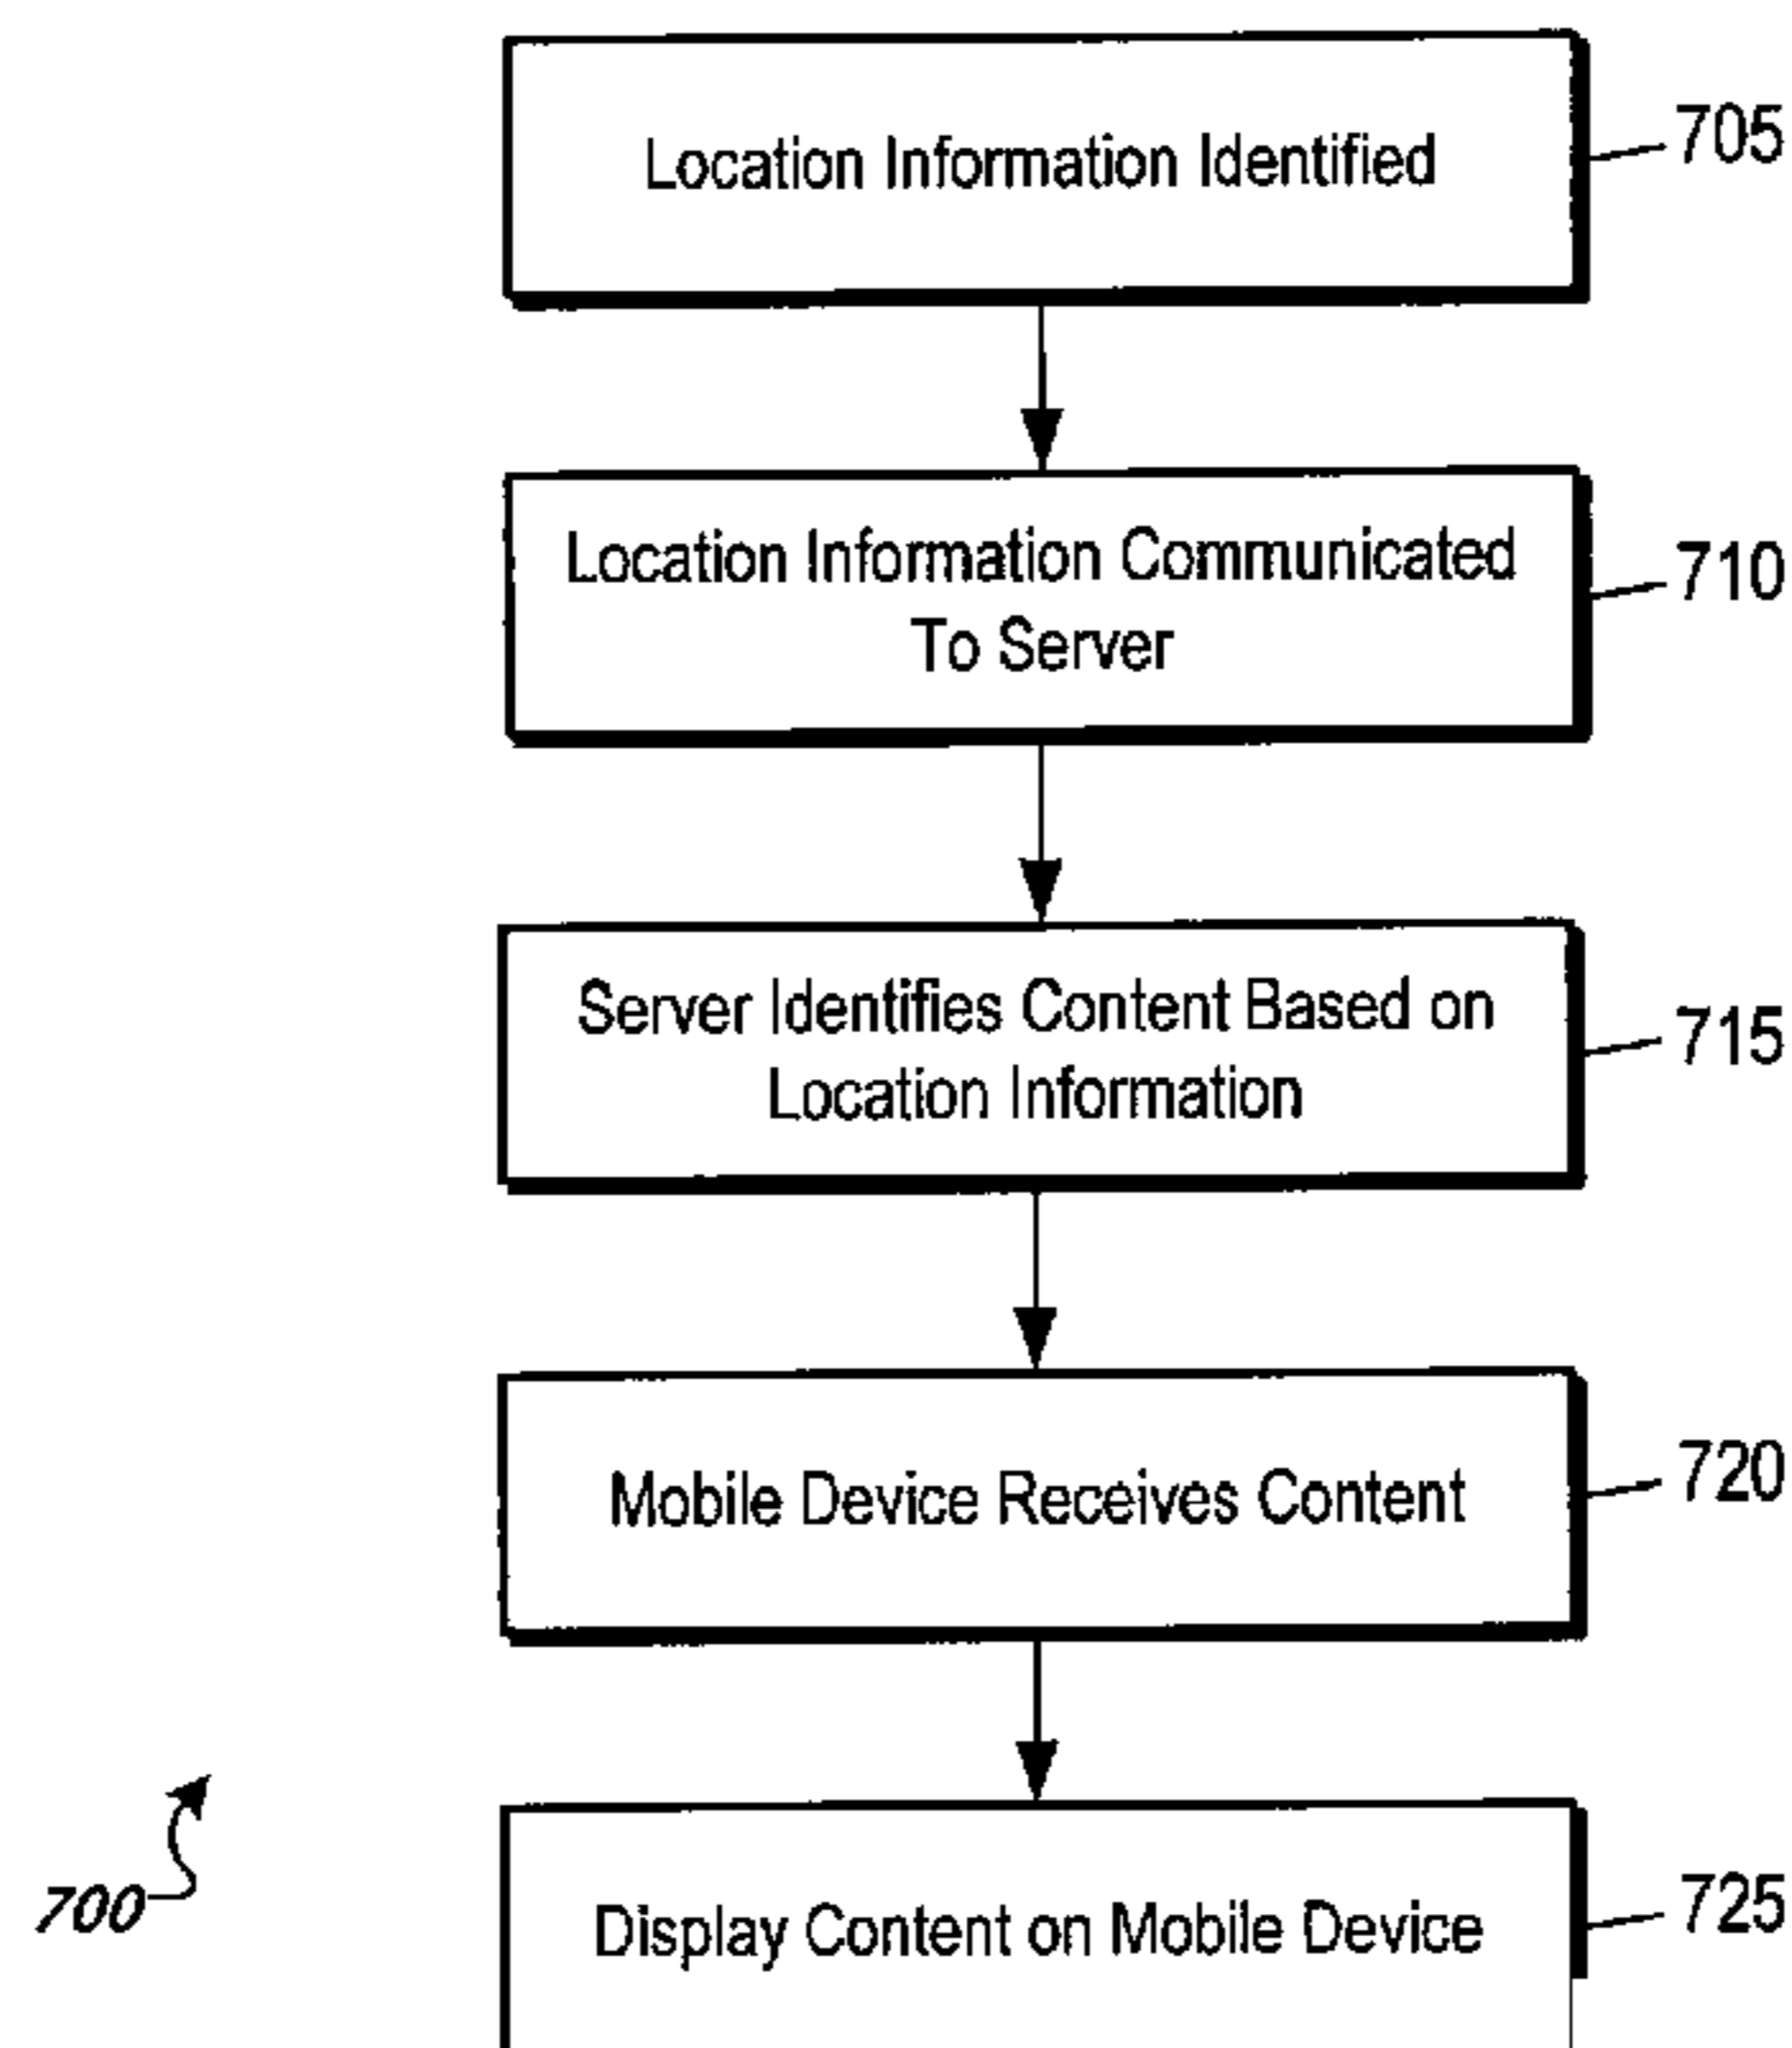 Location Information Identified
705
Location Information Communicated
To Server
710
Server Identifies Content Based on
Location Information
715
Mobile Device Receives Content
720
700
Display Content on Mobile Device
725